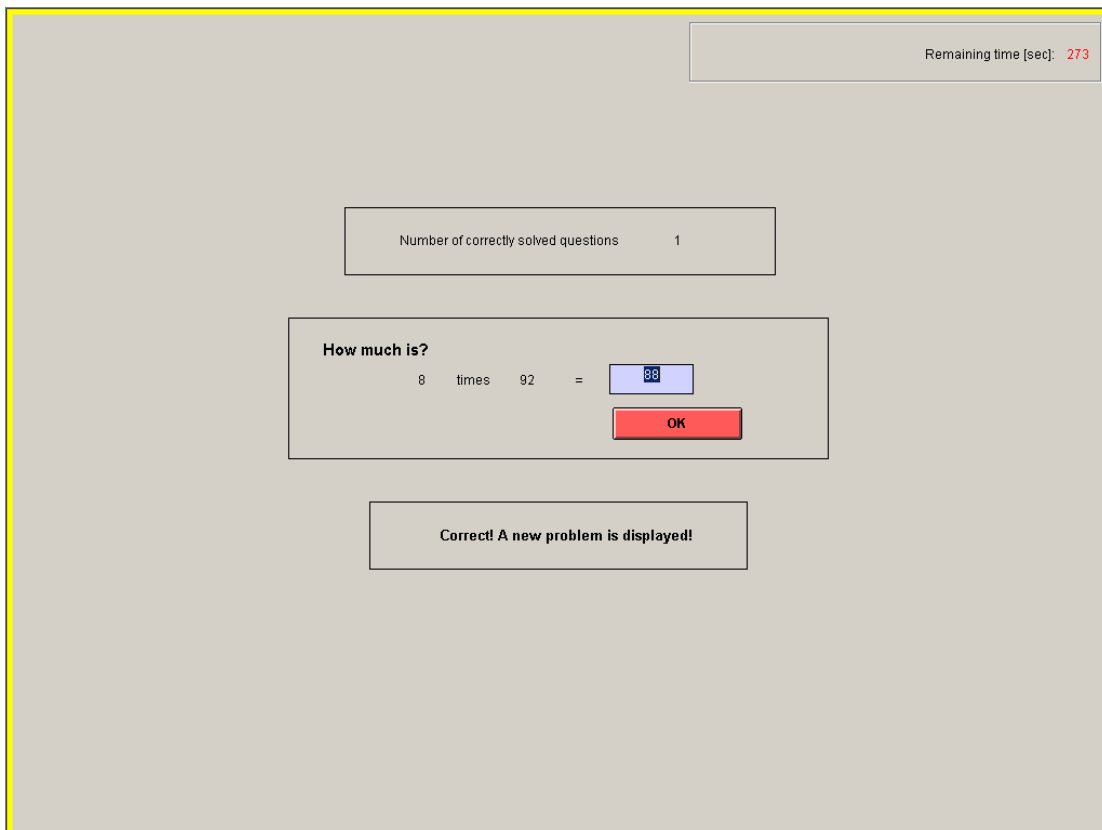 Remaining time [sec]: 273
Number of correctly solved questions 1
How much is?
8 times 92 = 88
OK
Correct! A new problem is displayed!